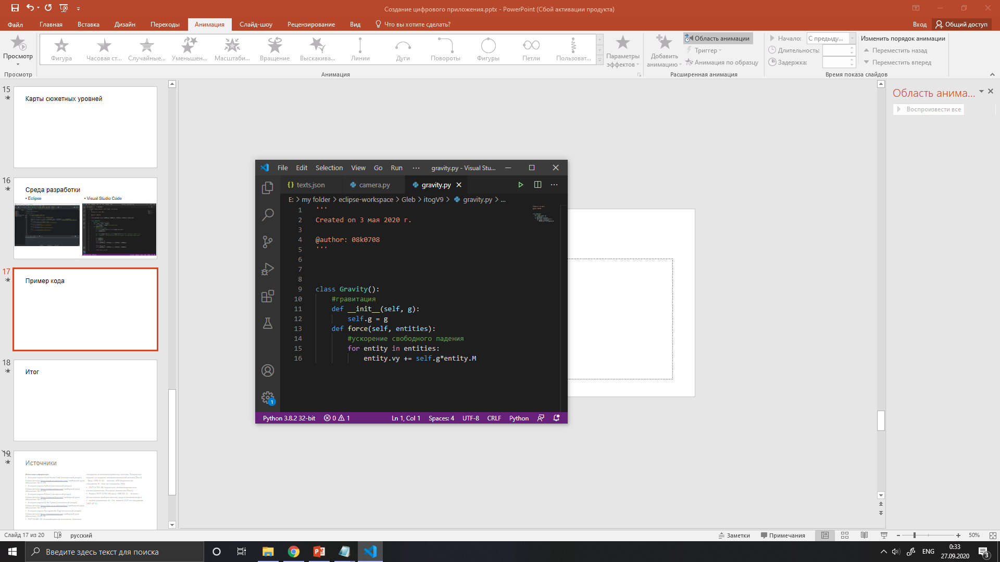 Создание цифрового приложения.pptx - PowerPoint (Сбой активации продукта)
Файл Главная Вставка Дизайн Переходы Анимация Слайд-шоу Рецензирование Вид Что вы хотите сделать? Вход Общий доступ
Просмотр
Просмотр
Фигура Часовая ст... Случайные... Уменьшен... Масштаби... Вращение Выскакива... Линии Дуги Повороты Фигуры Петли Пользоват...
Анимация
Параметры эффектов
Добавить анимацию
Область анимации
Триггер
Анимация по образцу
Расширенная анимация
Начало: С предыду...
Длительность:
Задержка:
Изменить порядок анимации
Переместить назад
Переместить вперед
Время показа слайдов
15
Карты сюжетных уровней
16
Среда разработки
• Eclipse • Visual Studio Code
17
Пример кода
18
Итог
19
Источники
File Edit Selection View Go Run ··· gravity.py - Visual Stu...
texts.json camera.py gravity.py
E: > my folder > eclipse-workspace > Gleb > itogV9 > gravity.py > ...
1 '''
2 Created on 3 мая 2020 г.
3
4 @author: 08k0708
5 '''
6
7
8
9 class Gravity():
10 #гравитация
11 def __init__(self, g):
12 self.g = g
13 def force(self, entities):
14 #ускорение свободного падения
15 for entity in entities:
16 entity.vy += self.g*entity.M
1
Python 3.8.2 32-bit 0 1 Ln 1, Col 1 Spaces: 4 UTF-8 CRLF Python
Область анима...
Воспроизвести все
Слайд 17 из 20 русский Заметки Примечания 50%
Введите здесь текст для поиска
ENG
0:33
27.09.2020
3